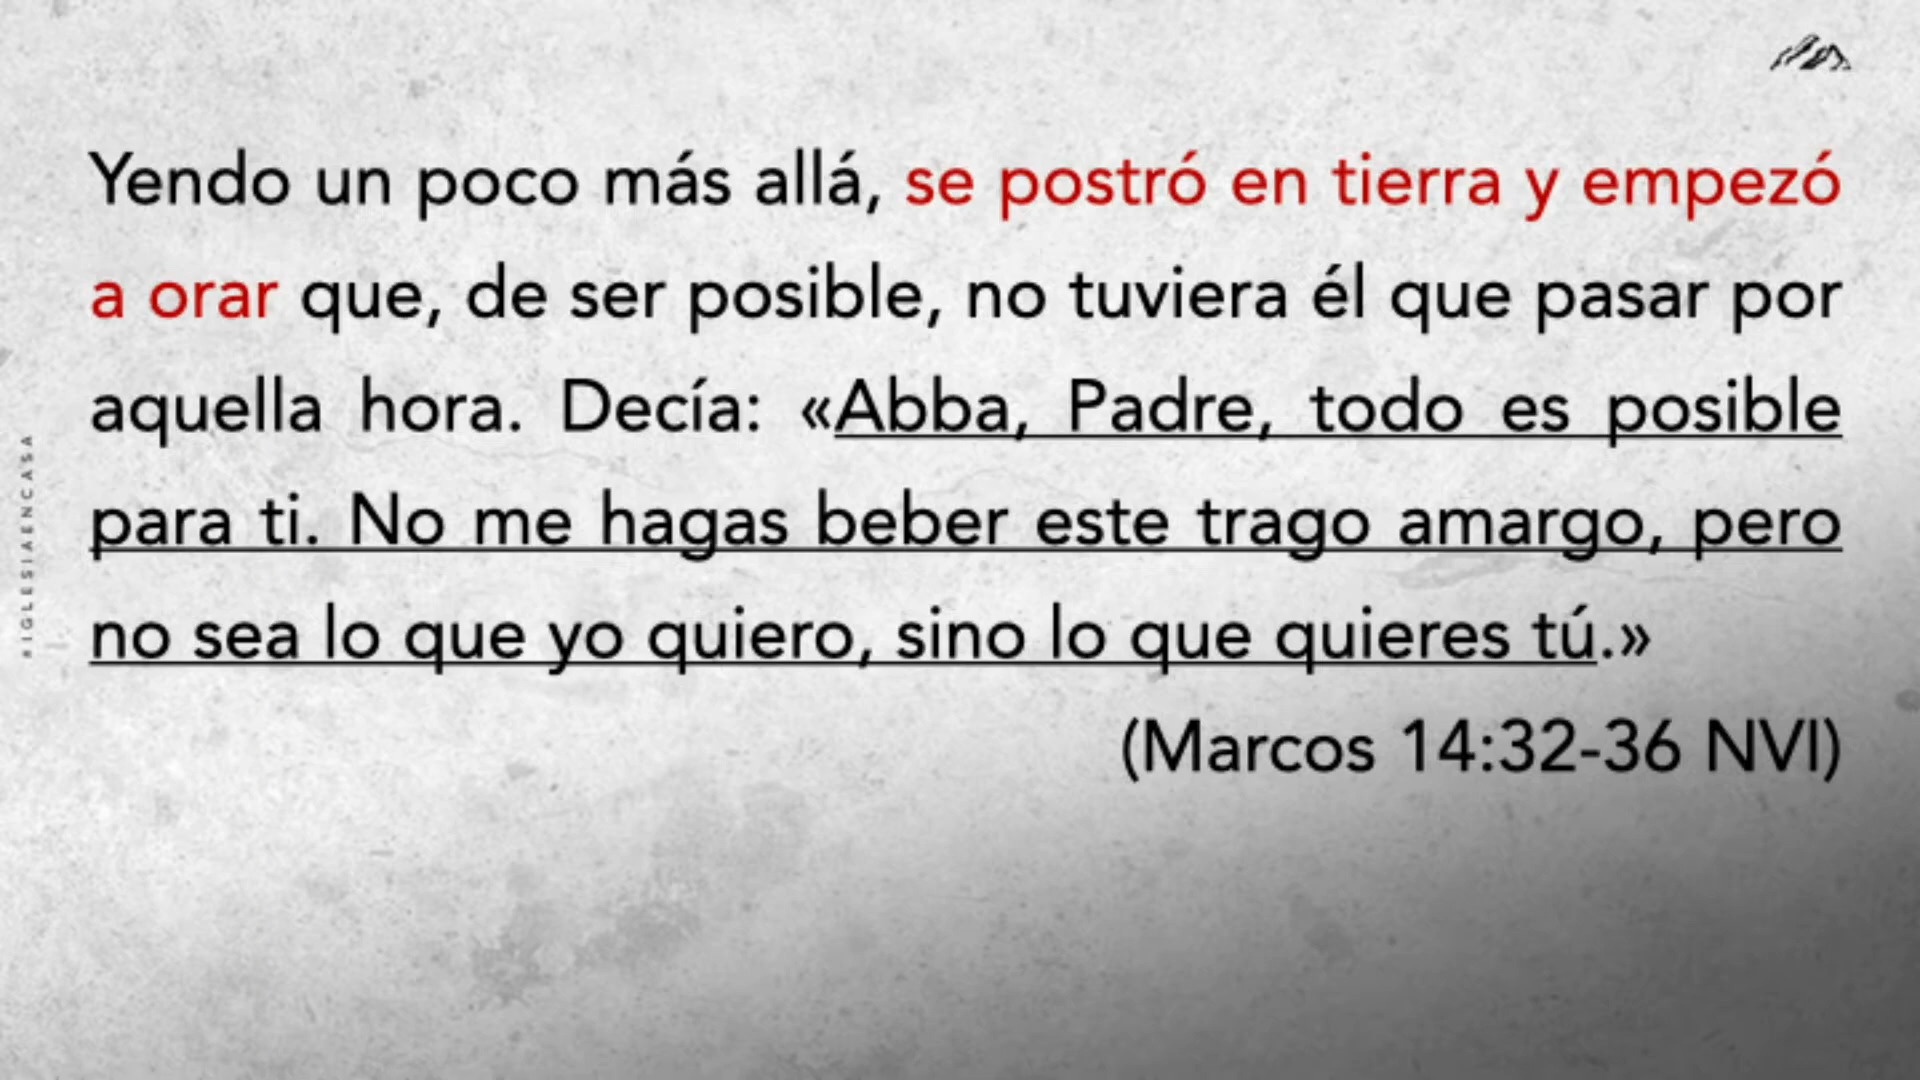 Yendo un poco más allá, se postró en tierra y empezó
a orar que, de ser posible, no tuviera él que pasar por
aquella hora. Decía: «Abba, Padre, todo es posible
para ti. No me hagas beber este trago amargo, pero
no sea lo que yo quiero, sino lo que quieres tú.»
(Marcos 14:32-36 NVI)
#IGLESIAENCASA